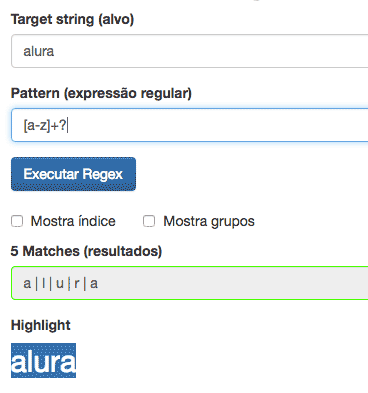 Target string (alvo)
alura
Pattern (expressão regular)
[a-z]+?
Executar Regex
Mostra índice Mostra grupos
5 Matches (resultados)
a | l | u | r | a
Highlight
alura